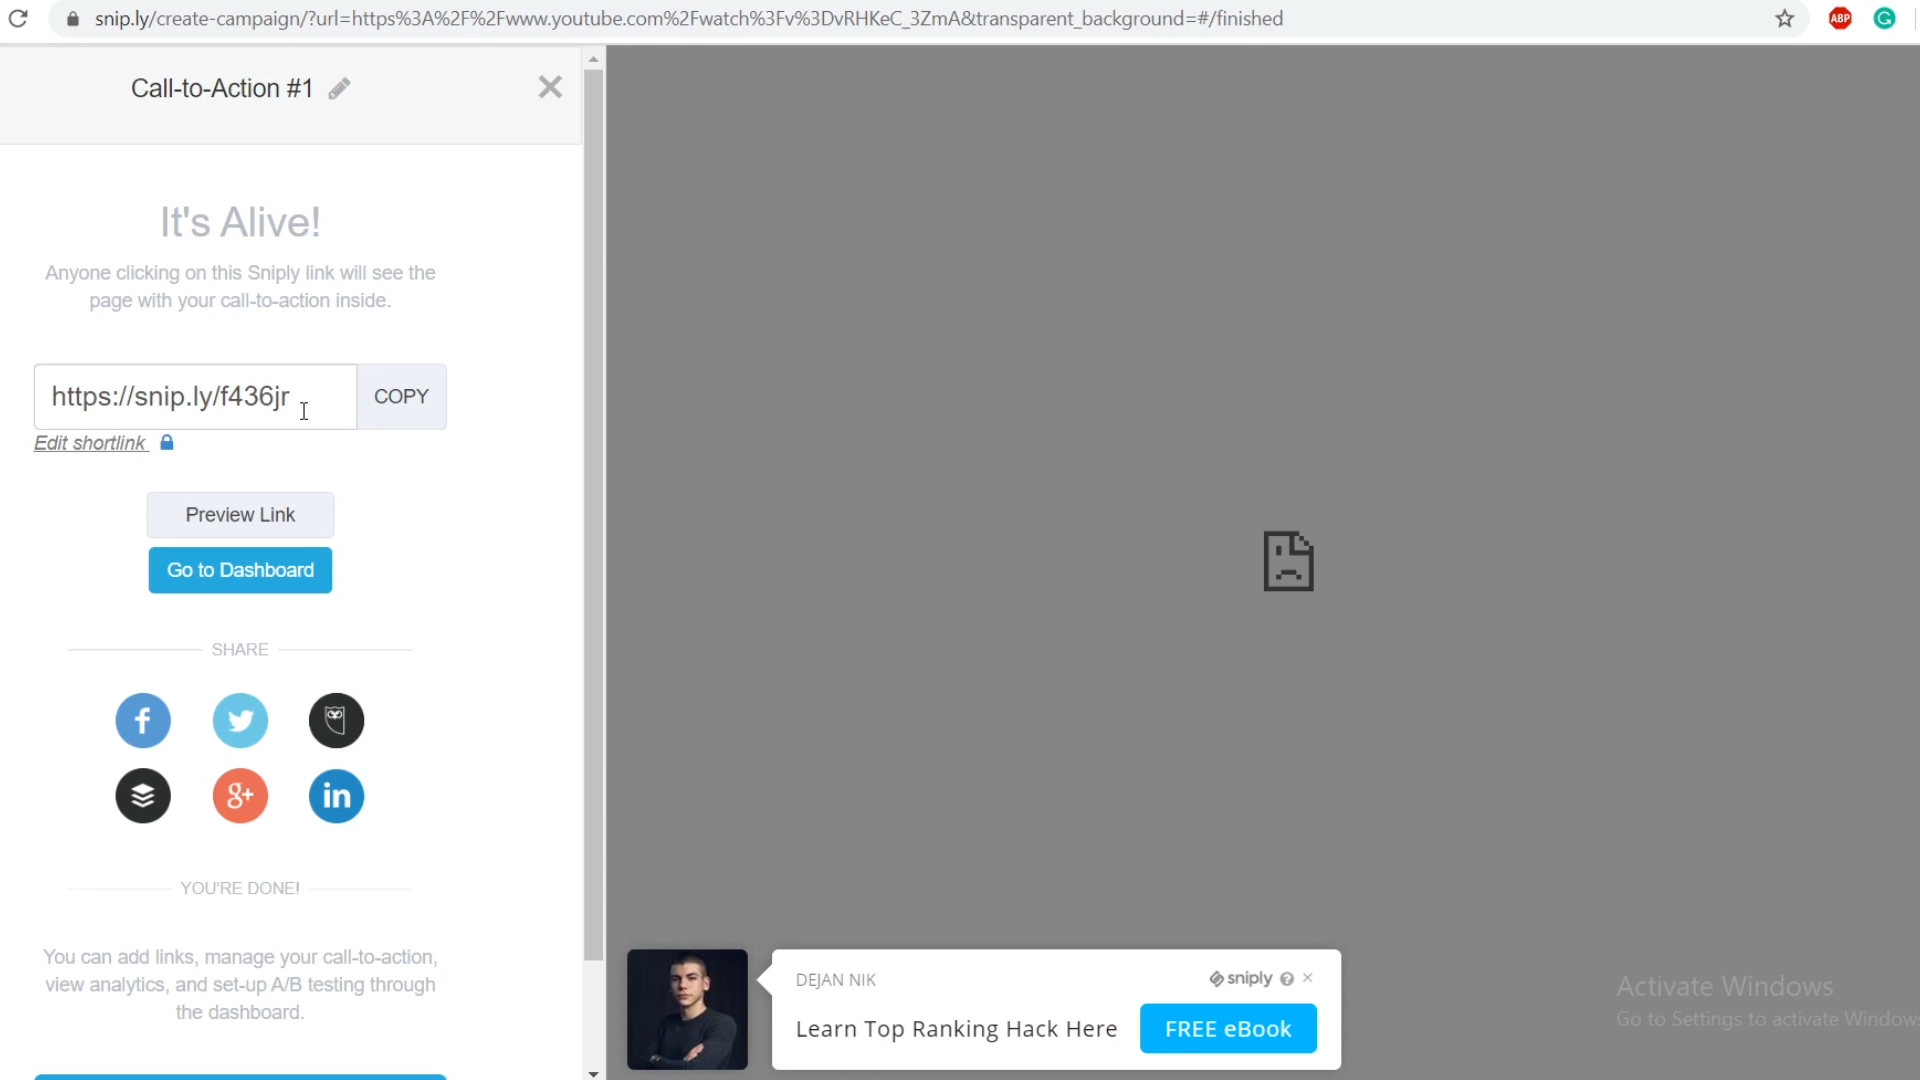 snip.ly/create-campaign/?url=https%3A%2F%2Fwww.youtube.com%2Fwatch%3Fv%3DvRHKeC_3ZmA&transparent_background=#/finished
ABP
G
Call-to-Action #1
It's Alive!
Anyone clicking on this Sniply link will see the
page with your call-to-action inside.
https://snip.ly/f436jr
COPY
Edit shortlink
Preview Link
Go to Dashboard
SHARE
f
g+
in
YOU'RE DONE!
You can add links, manage your call-to-action,
view analytics, and set-up A/B testing through
the dashboard.
DEJAN NIK
sniply ?
Learn Top Ranking Hack Here
FREE eBook
Activate Windows
Go to Settings to activate Windows